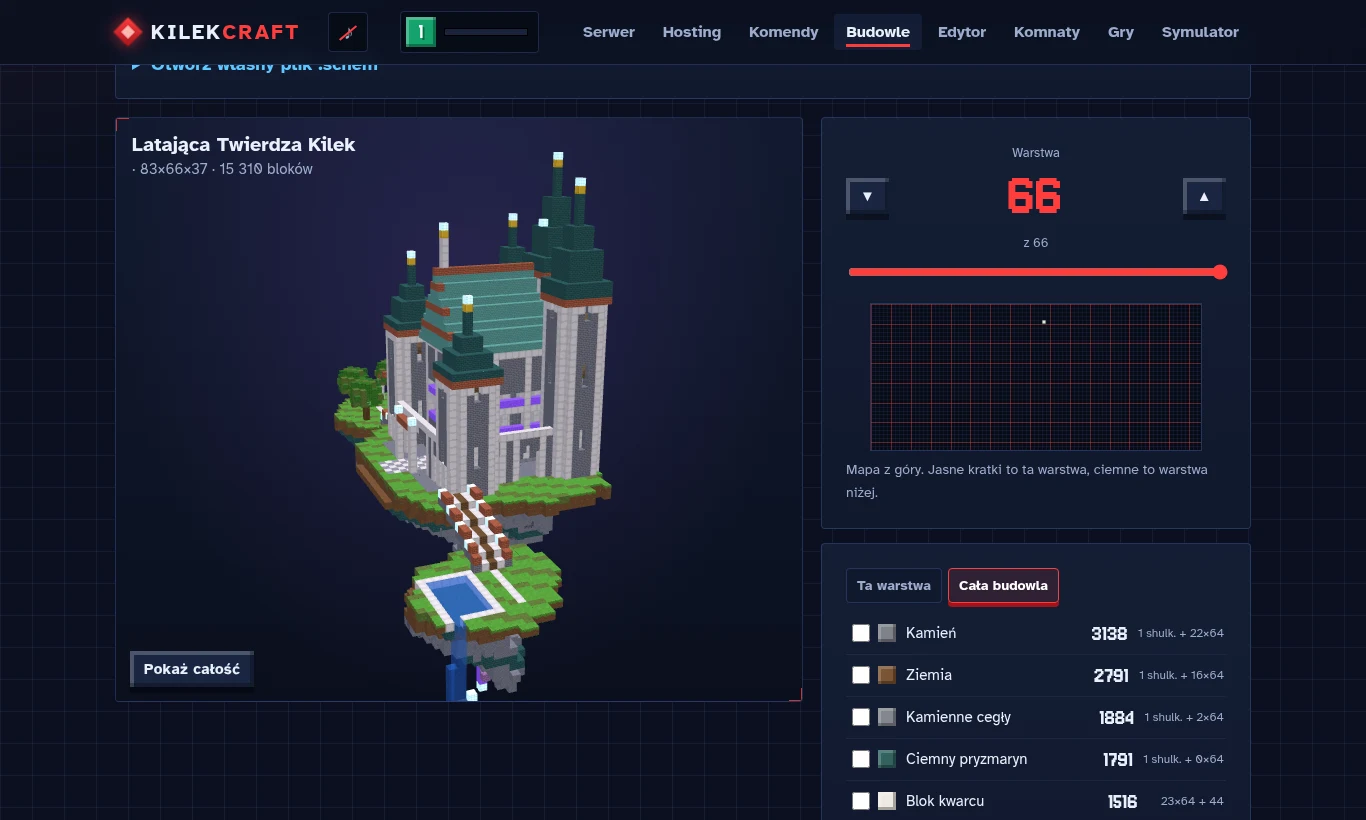 KILEKCRAFT
1
Serwer Hosting Komendy Budowle Edytor Komnaty Gry Symulator
► Otwórz własny plik .schem
Latająca Twierdza Kilek
· 83×66×37 · 15 310 bloków
Pokaż całość
Warstwa
▼ 66 ▲
z 66
Mapa z góry. Jasne kratki to ta warstwa, ciemne to warstwa
niżej.
Ta warstwa Cała budowla
Kamień 3138 1 shulk. + 22×64
Ziemia 2791 1 shulk. + 16×64
Kamienne cegły 1884 1 shulk. + 2×64
Ciemny pryzmaryn 1791 1 shulk. + 0×64
Blok kwarcu 1516 23×64 + 44